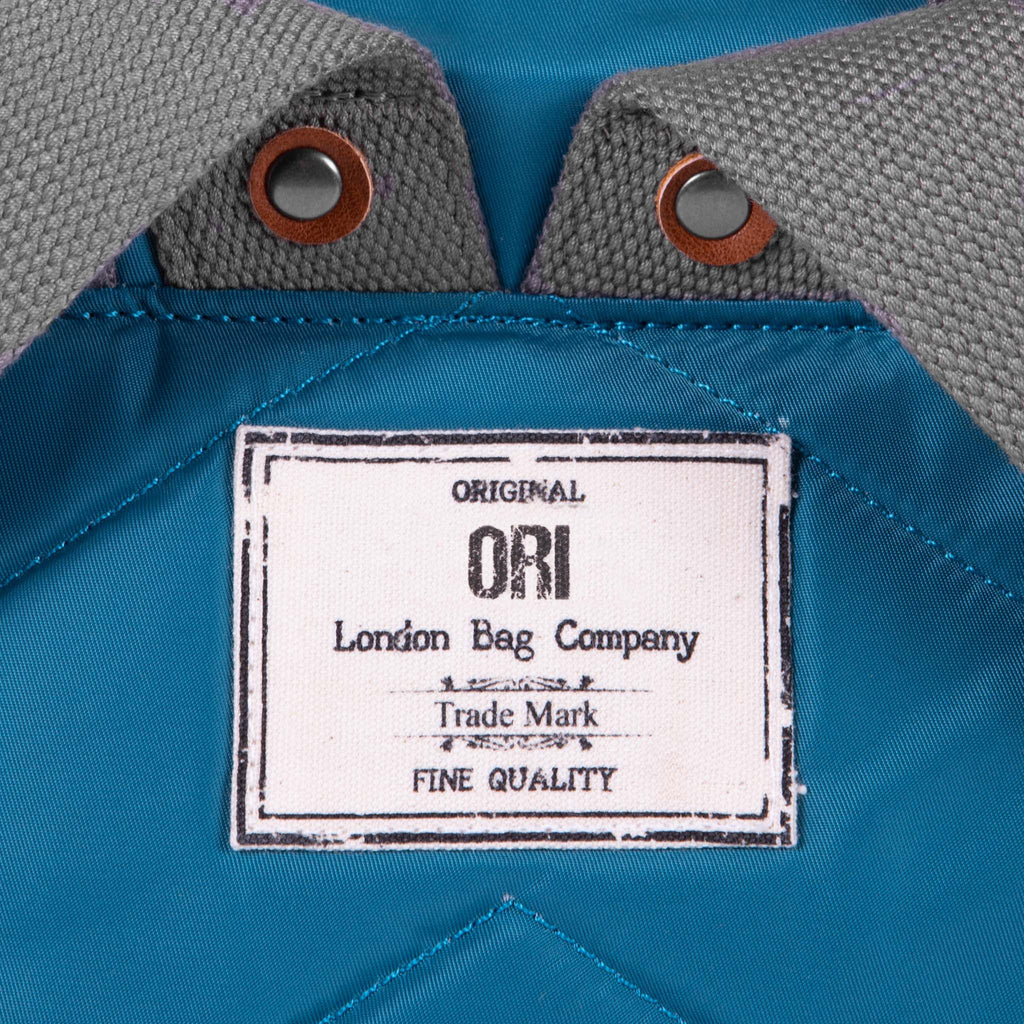 ORIGINAL
ORI
London Bag Company
Trade Mark
FINE QUALITY